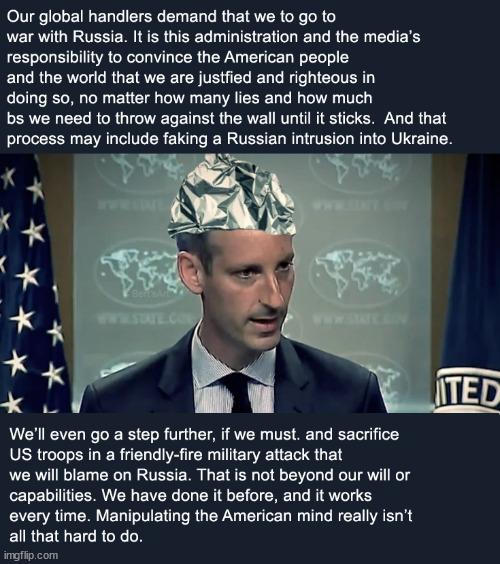 Our global handlers demand that we to go to
war with Russia. It is this administration and the media's
responsibility to convince the American people
and the world that we are justfied and righteous in
doing so, no matter how many lies and how much
bs we need to throw against the wall until it sticks.  And that
process may include faking a Russian intrusion into Ukraine.
ITED
We'll even go a step further, if we must. and sacrifice
US troops in a friendly-fire military attack that
we will blame on Russia. That is not beyond our will or
capabilities. We have done it before, and it works
every time. Manipulating the American mind really isn't
all that hard to do.
imgflip.com